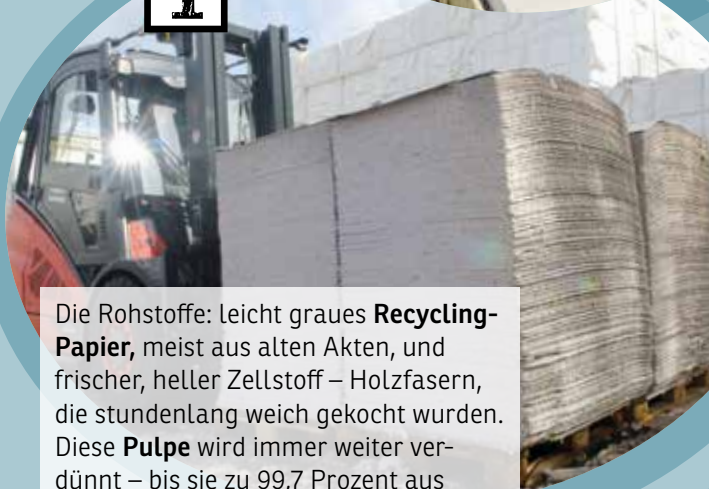 1
Die Rohstoffe: leicht graues Recycling-
Papier, meist aus alten Akten, und
frischer, heller Zellstoff – Holzfasern,
die stundenlang weich gekocht wurden.
Diese Pulpe wird immer weiter ver-
dünnt – bis sie zu 99,7 Prozent aus